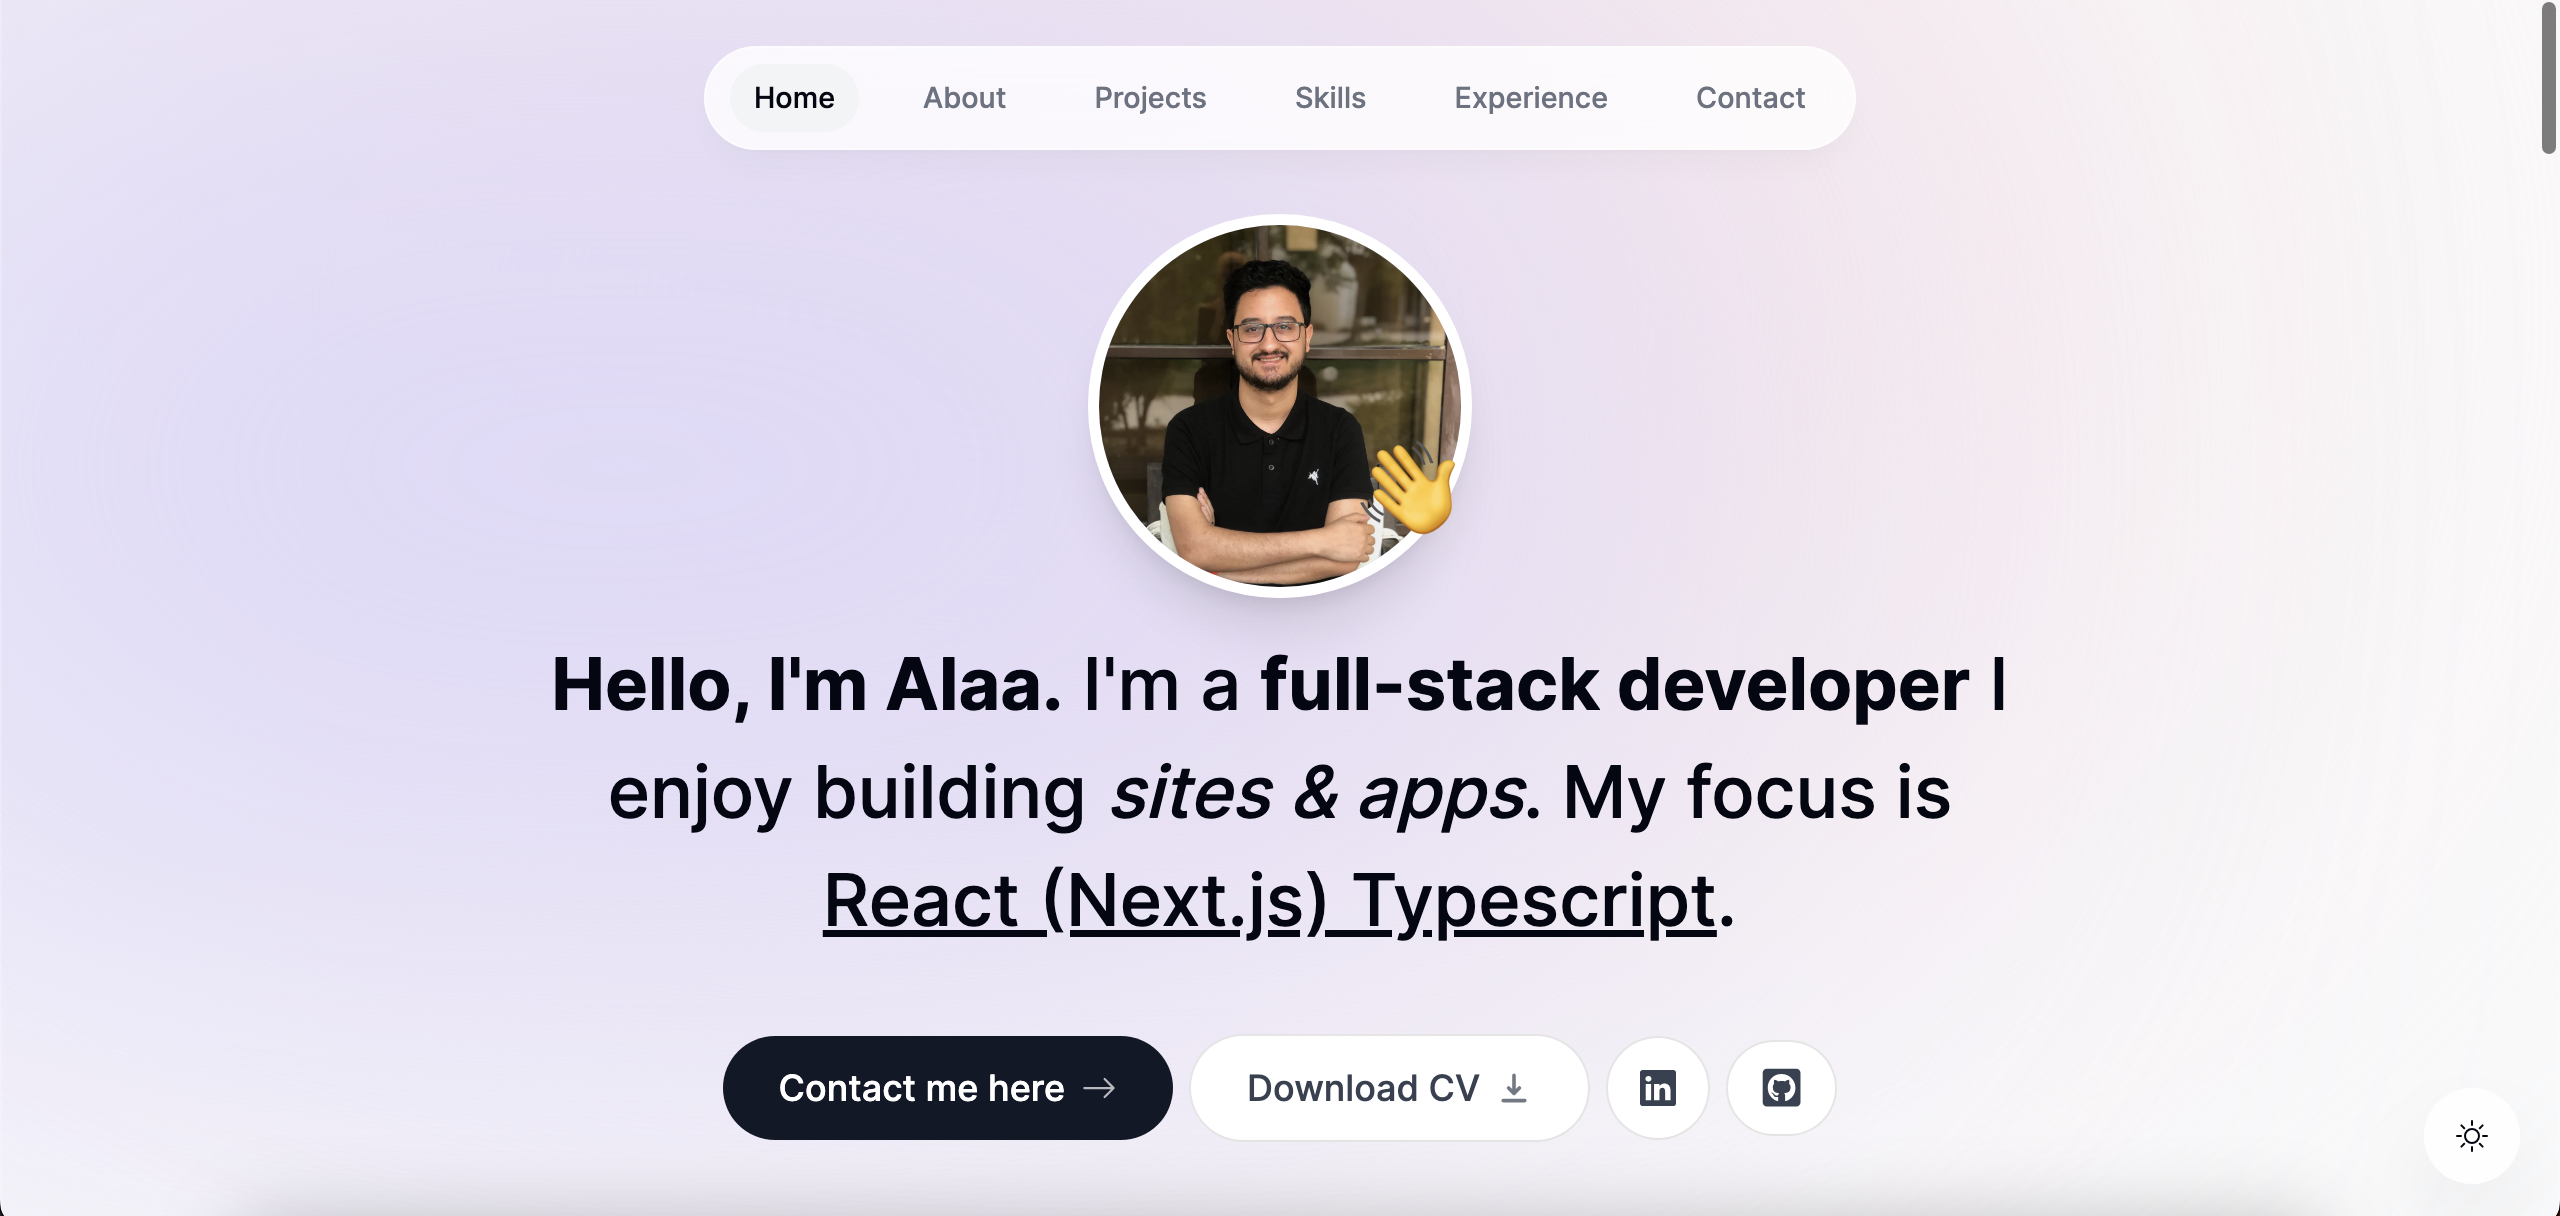 Home About Projects Skills Experience Contact
Hello, I'm Alaa. I'm a full-stack developer I
enjoy building sites & apps. My focus is
React (Next.js) Typescript.
Contact me here
Download CV
in